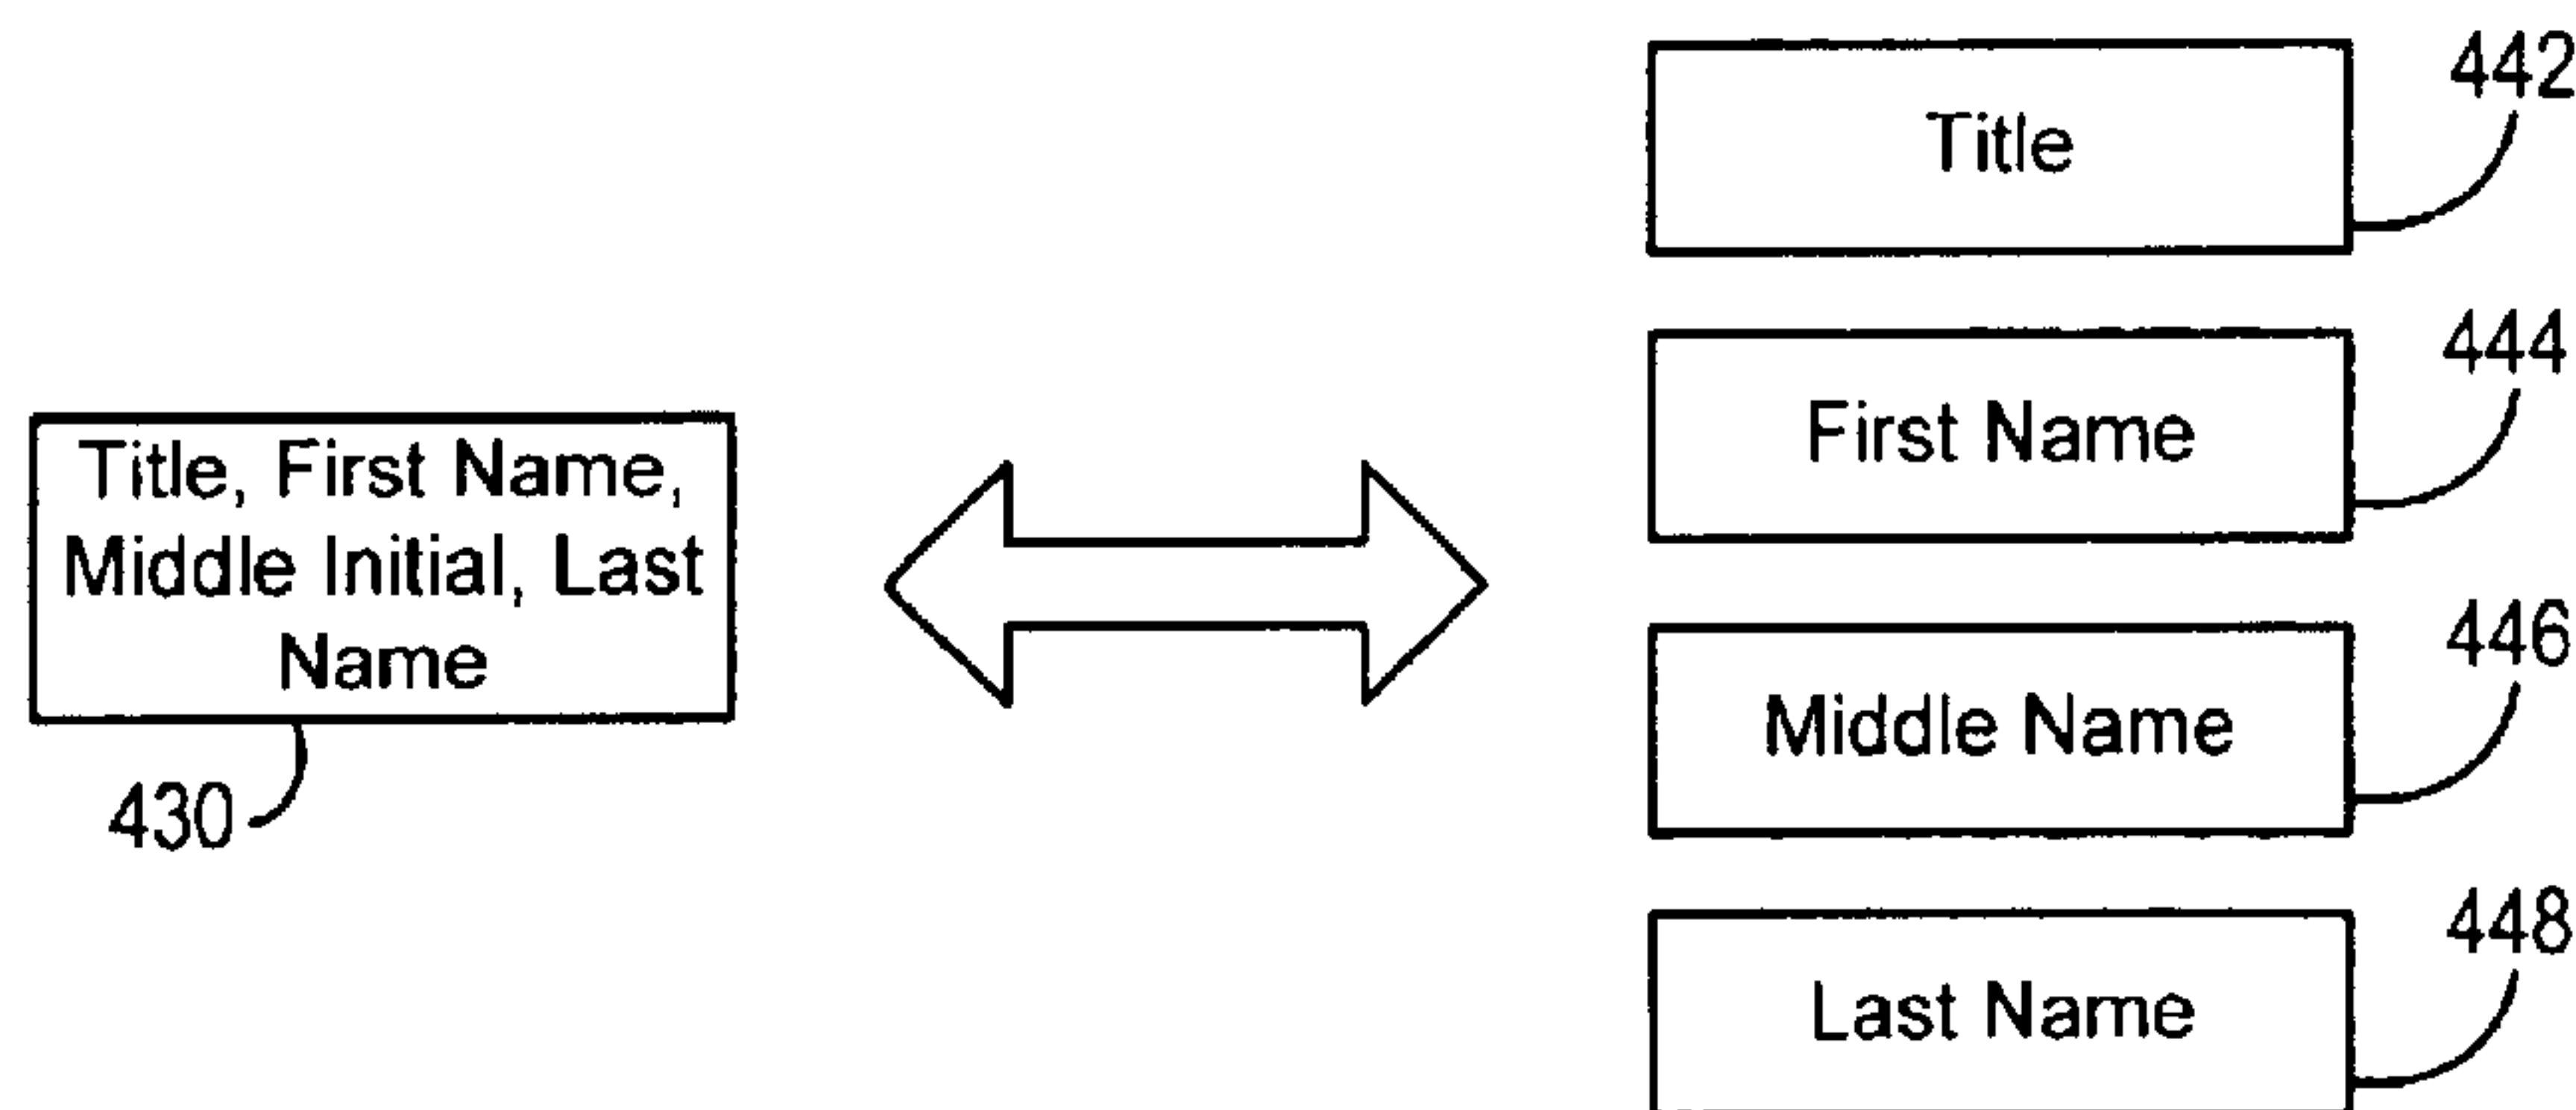 Title, First Name,
Middle Initial, Last
Name
430
Title
442
First Name
444
Middle Name
446
Last Name
448